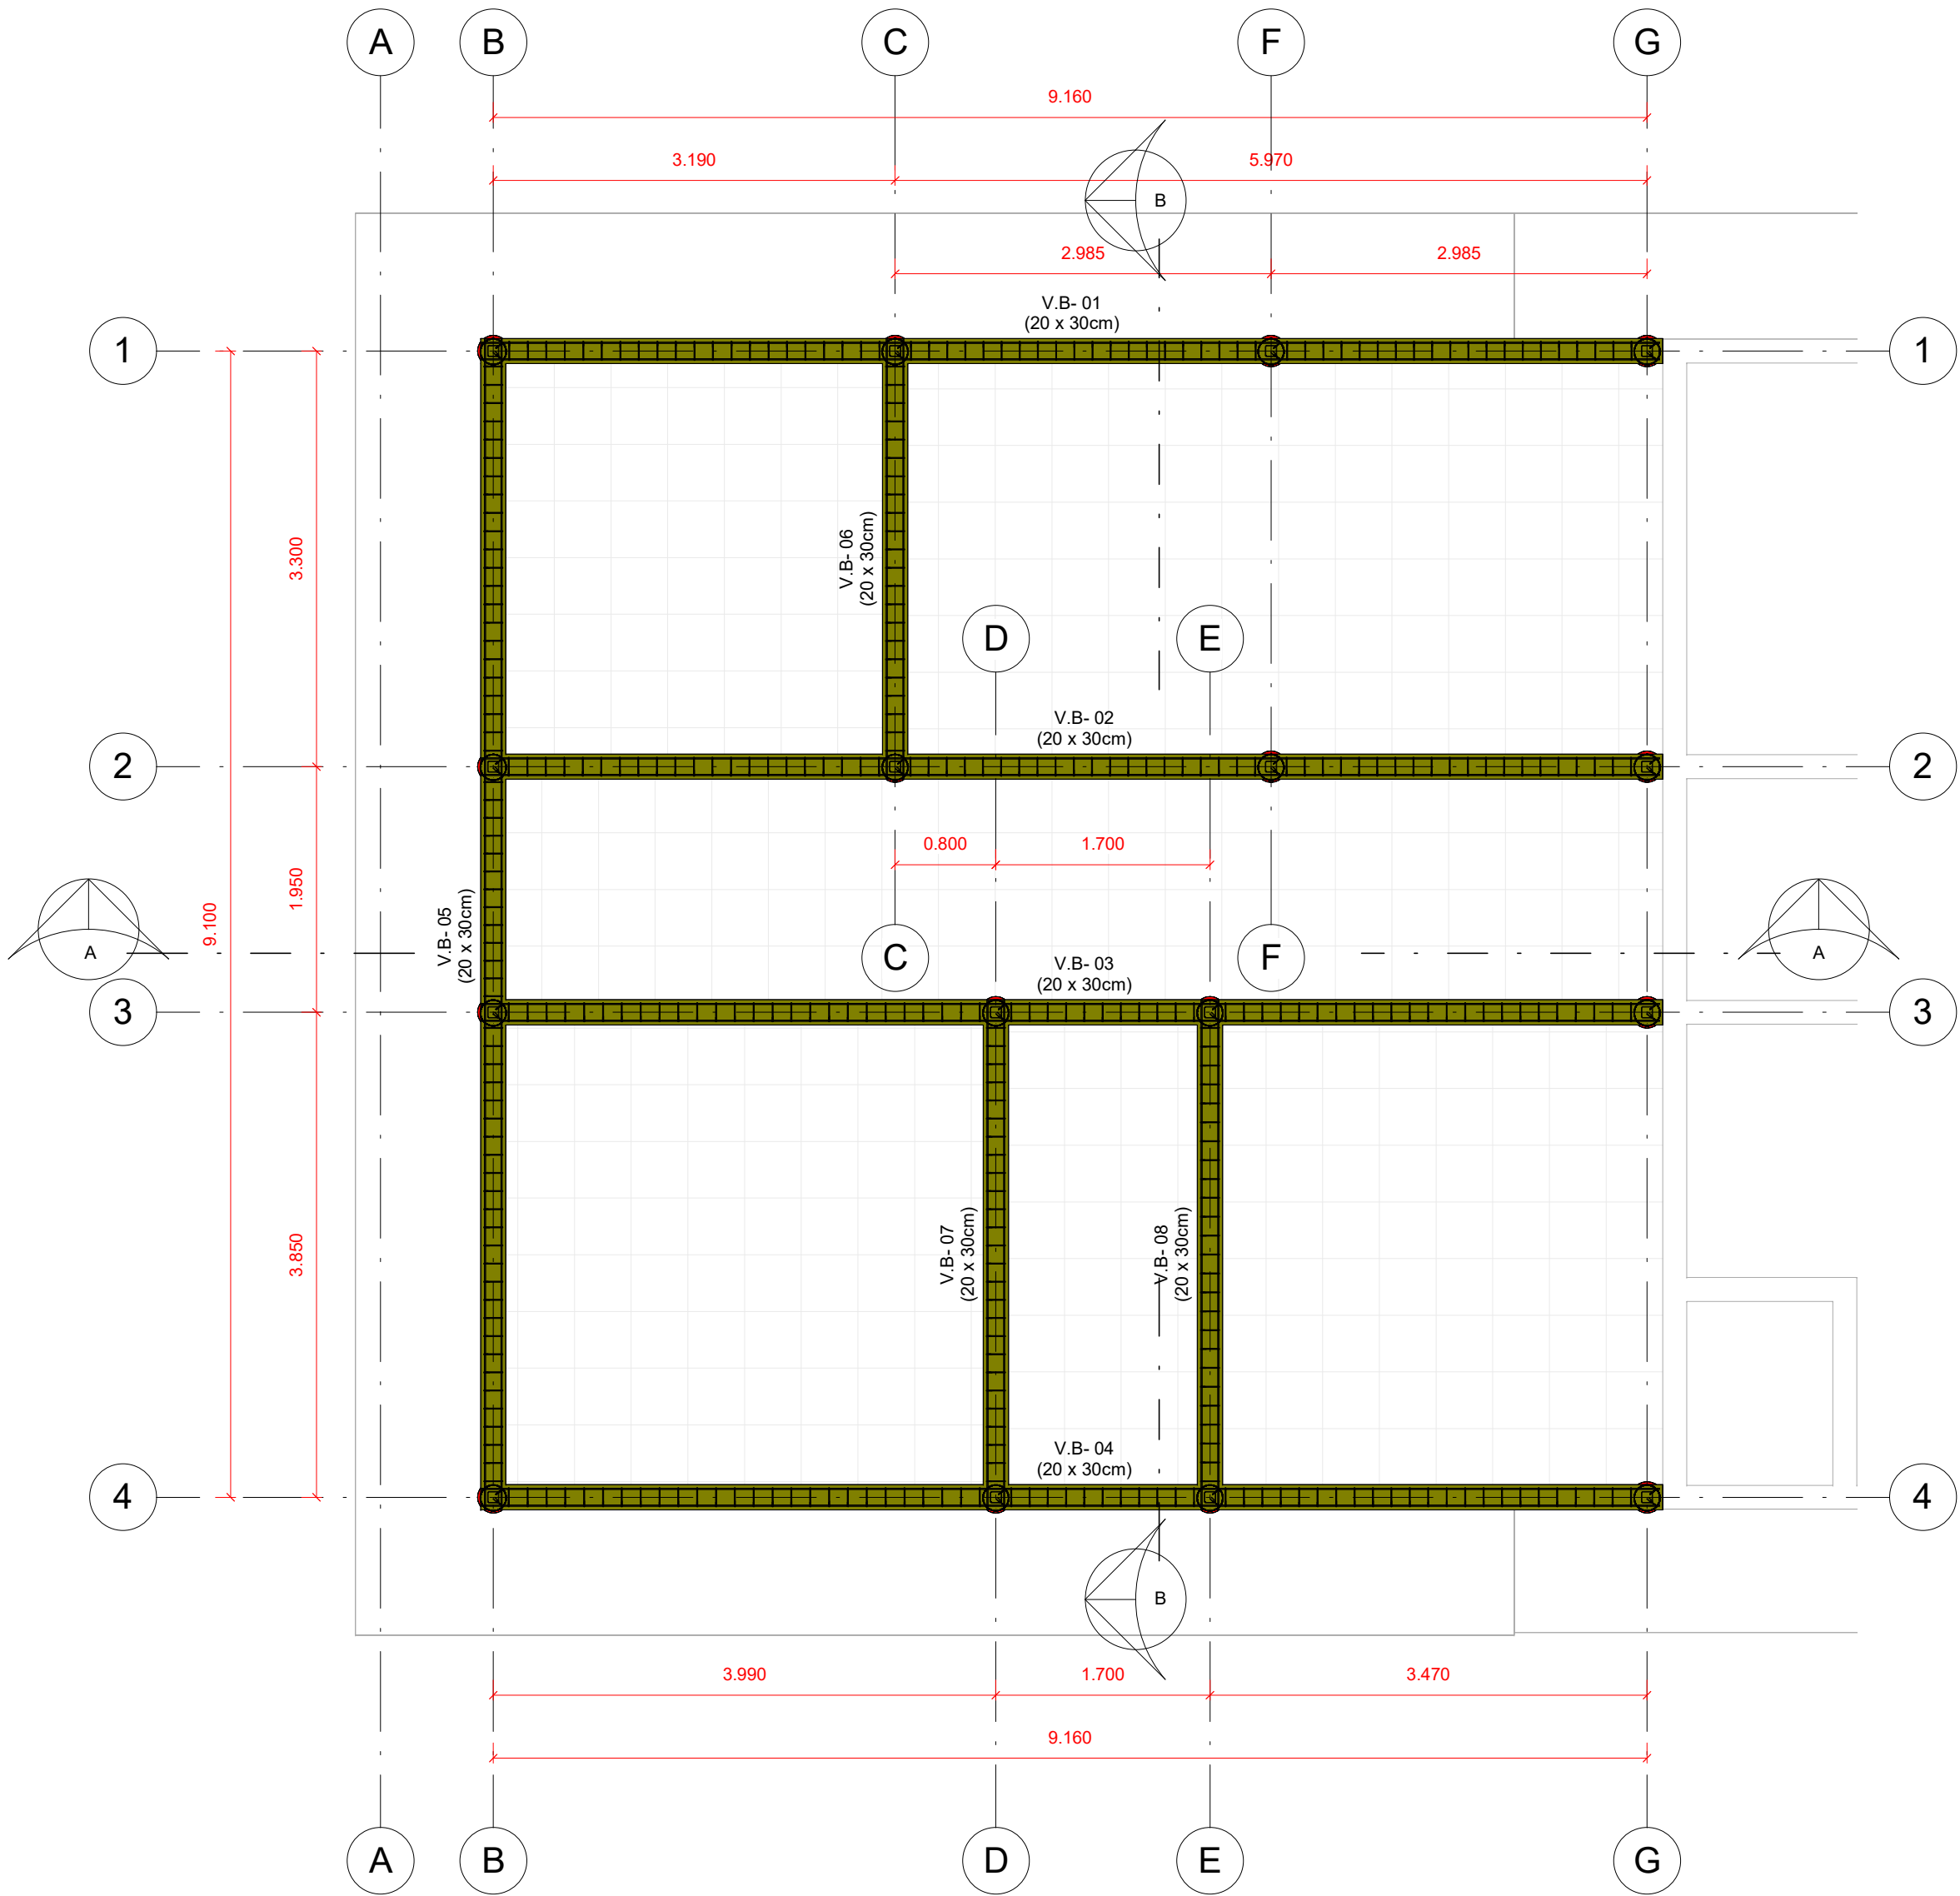 A
B
C
F
G
9.160
3.190
5.970
B
2.985
2.985
V.B- 01
(20 x 30cm)
1
1
3.300
V.B- 06
(20 x 30cm)
D
E
V.B- 02
(20 x 30cm)
2
2
0.800
1.700
1.950
9.100
V.B- 05
(20 x 30cm)
A
A
C
F
V.B- 03
(20 x 30cm)
3
3
3.850
V.B- 07
(20 x 30cm)
V.B- 08
(20 x 30cm)
V.B- 04
(20 x 30cm)
4
4
B
3.990
1.700
3.470
9.160
A
B
D
E
G